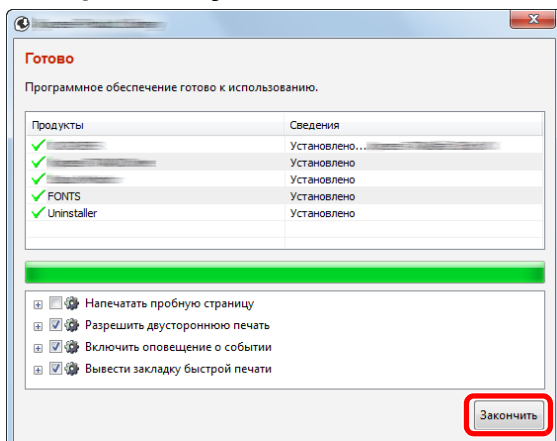 Готово
Программное обеспечение готово к использованию.
Продукты Сведения
Установлено...
Установлено
Установлено
FONTS Установлено
Uninstaller Установлено
Напечатать пробную страницу
Разрешить двустороннюю печать
Включить оповещение о событии
Вывести закладку быстрой печати
Закончить